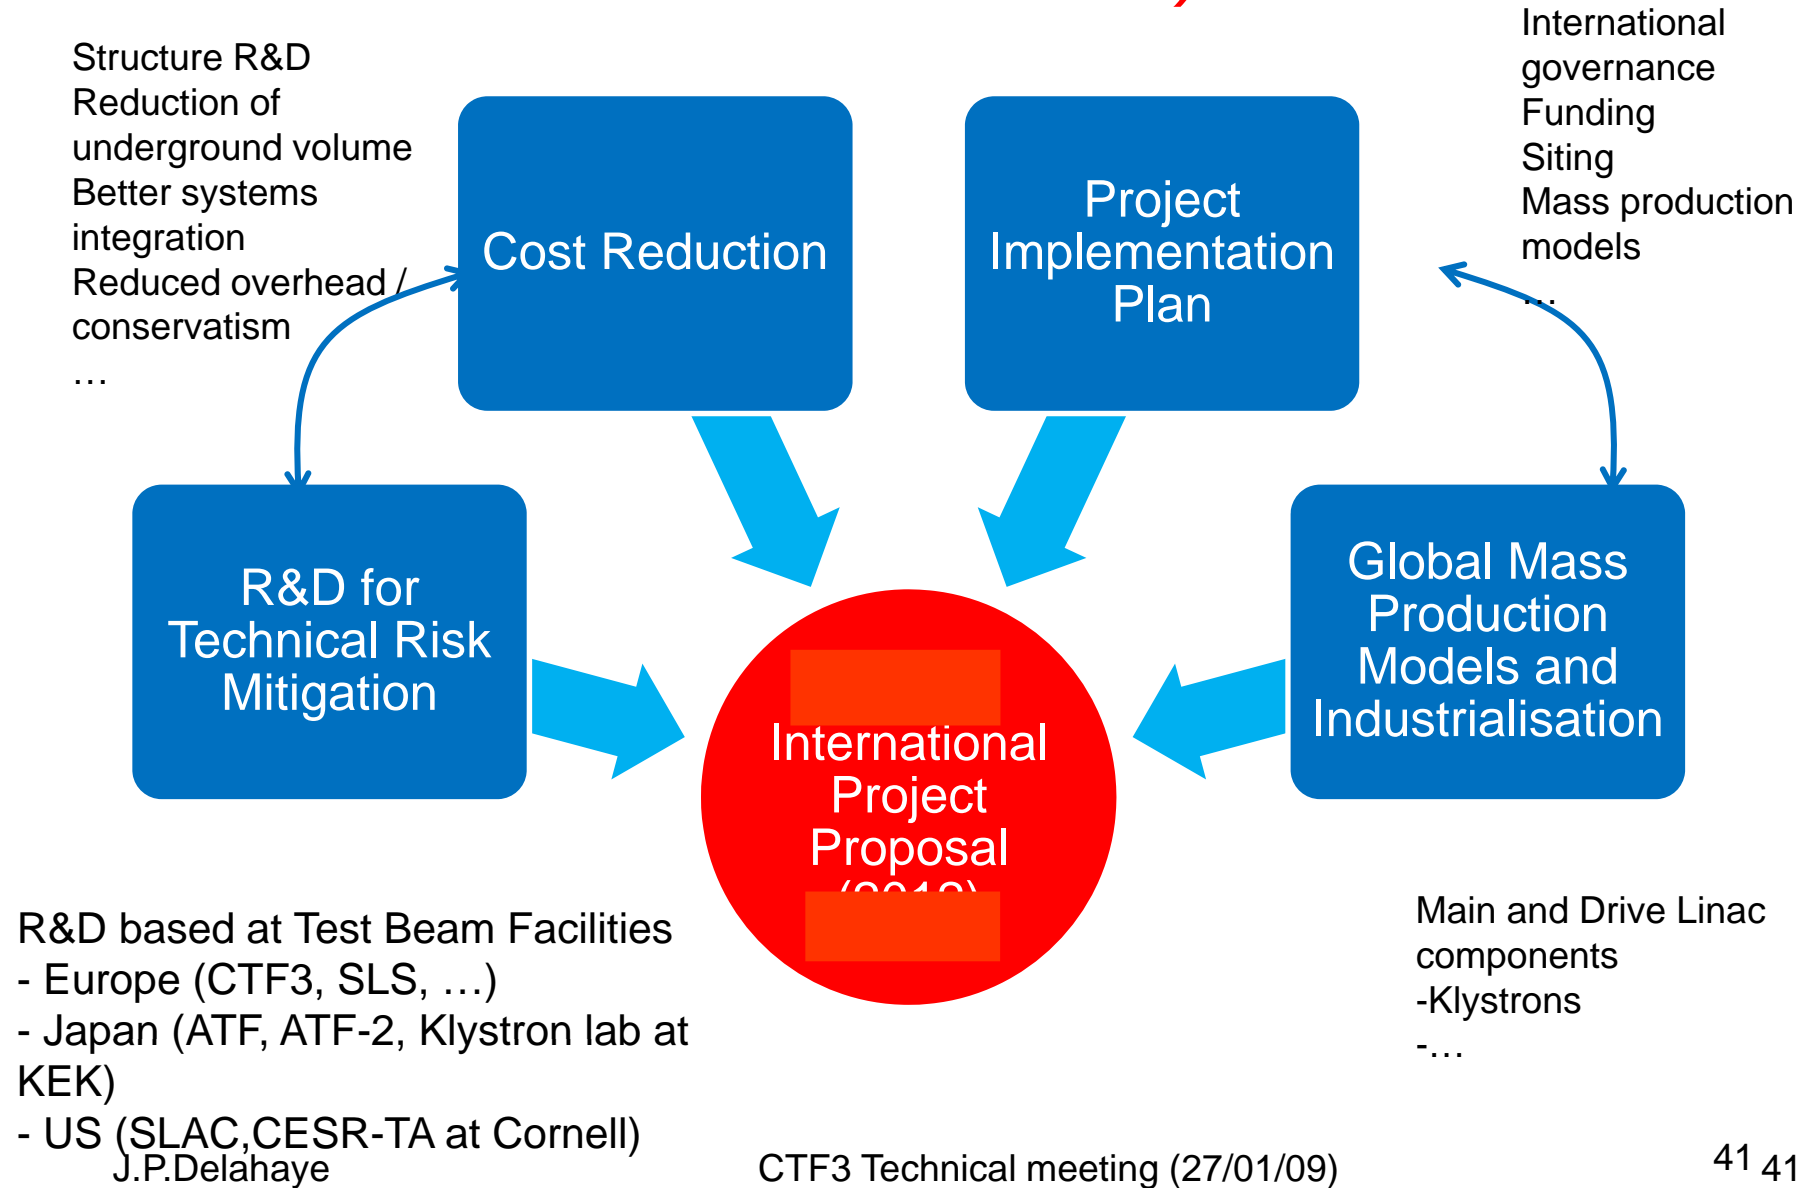 Structure R&D
Reduction of
underground volume
Better systems
integration
Reduced overhead /
conservatism
…
Cost Reduction
Project
Implementation
Plan
International
governance
Funding
Siting
Mass production
models
…
R&D for
Technical Risk
Mitigation
Global Mass
Production
Models and
Industrialisation
International
Project
Proposal
R&D based at Test Beam Facilities
- Europe (CTF3, SLS, …)
- Japan (ATF, ATF-2, Klystron lab at
KEK)
- US (SLAC,CESR-TA at Cornell)
Main and Drive Linac
components
-Klystrons
-…
J.P.Delahaye
CTF3 Technical meeting (27/01/09)
41 41